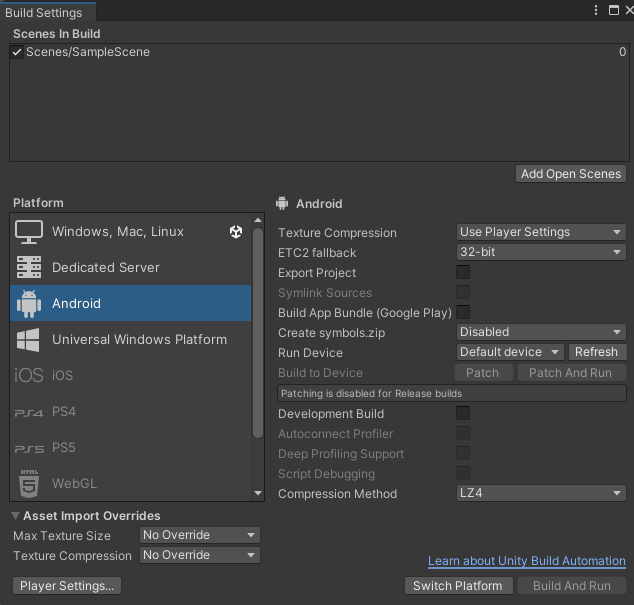 Build Settings
Scenes In Build
Scenes/SampleScene 0
Add Open Scenes
Platform
Windows, Mac, Linux
Dedicated Server
Android
Universal Windows Platform
iOS iOS
PS4 PS4
PS5 PS5
HTML 5 WebGL
Android
Texture Compression Use Player Settings
ETC2 fallback 32-bit
Export Project
Symlink Sources
Build App Bundle (Google Play)
Create symbols.zip Disabled
Run Device Default device Refresh
Build to Device Patch Patch And Run
Patching is disabled for Release builds
Development Build
Autoconnect Profiler
Deep Profiling Support
Script Debugging
Compression Method LZ4
Asset Import Overrides
Max Texture Size No Override
Texture Compression No Override
Learn about Unity Build Automation
Player Settings... Switch Platform Build And Run